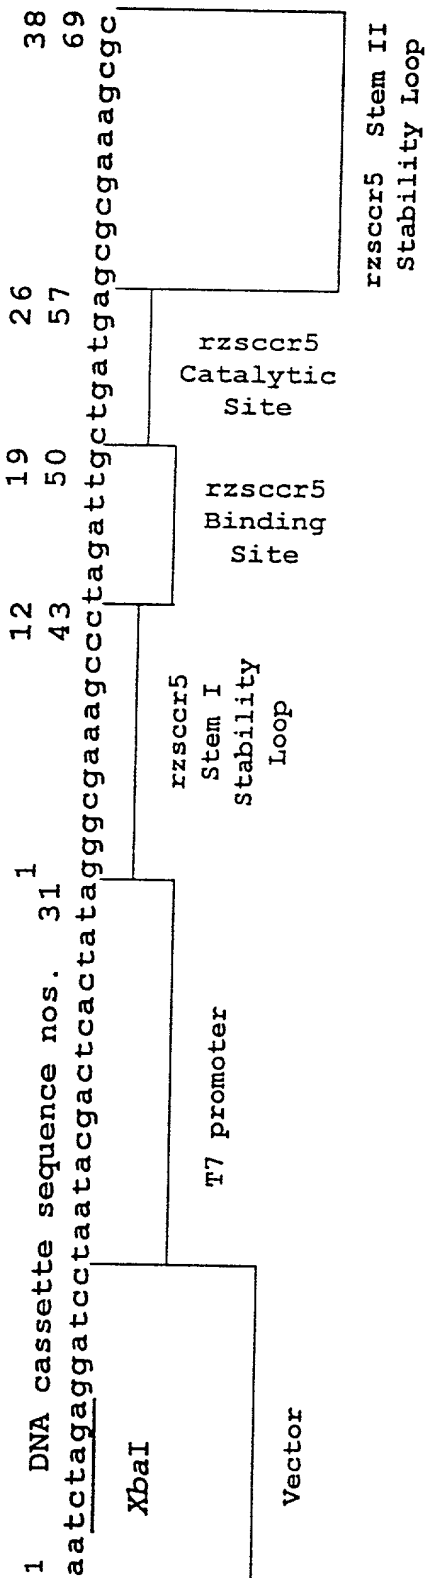 1 12 19 26 38
1 DNA cassette sequence nos. 31 43 50 57 69
aatctagaggatcctaatacgactcactatagggcgaaagccctagattgctgatgagcgcgaaagcgc
XbaI
Vector
T7 promoter
rzsccr5
Stem I
Stability
Loop
rzsccr5
Binding
Site
rzsccr5
Catalytic
Site
rzsccr5 Stem II
Stability Loop